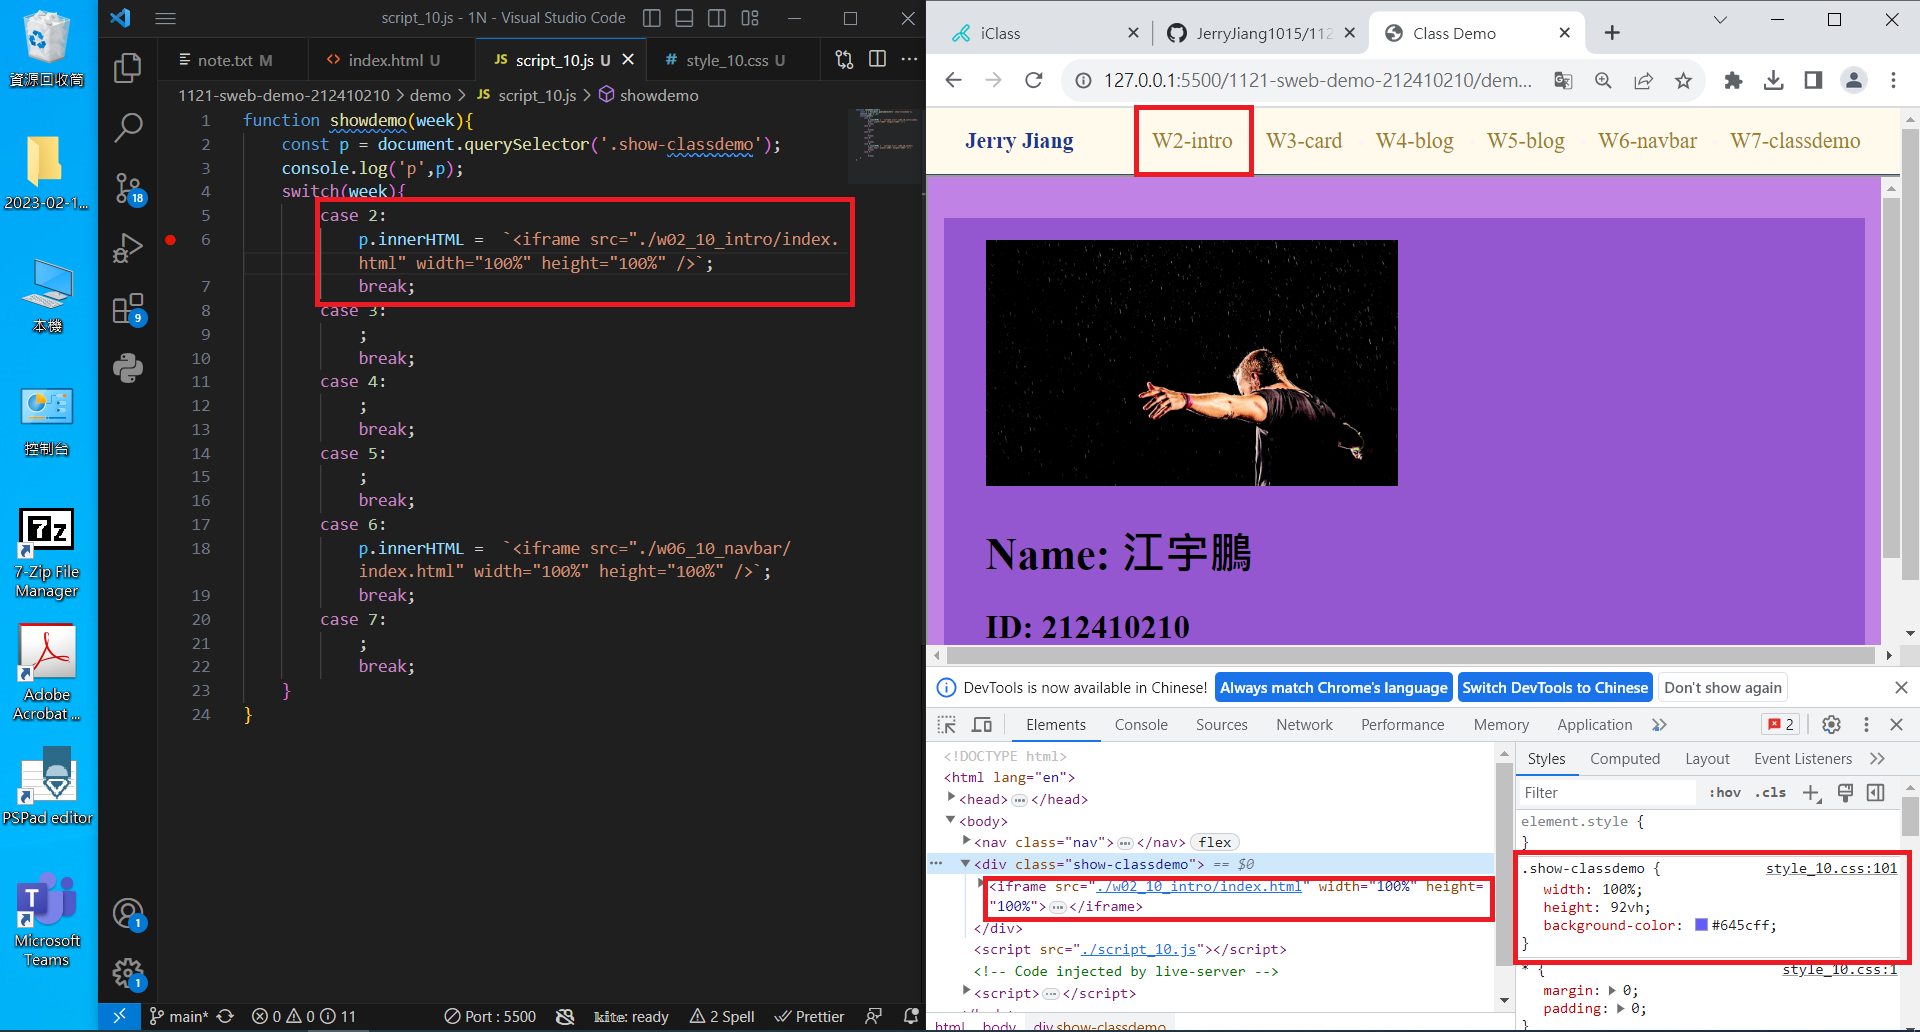 資源回收筒
2023-02-1...
本機
控制台
7-Zip File
Manager
Adobe
Acrobat ...
PSPad editor
Microsoft
Teams
script_10.js - 1N - Visual Studio Code
note.txt M
index.html U
JS script_10.js U
# style_10.css U
1121-sweb-demo-212410210 > demo > JS script_10.js > showdemo
1 function showdemo(week){
2 const p = document.querySelector('.show-classdemo');
3 console.log('p',p);
4 switch(week){
5 case 2:
6 p.innerHTML =  `<iframe src="./w02_10_intro/index.
html" width="100%" height="100%" />`;
7 break;
8 case 3:
9 ;
10 break;
11 case 4:
12 ;
13 break;
14 case 5:
15 ;
16 break;
17 case 6:
18 p.innerHTML =  `<iframe src="./w06_10_navbar/
index.html" width="100%" height="100%" />`;
19 break;
20 case 7:
21 ;
22 break;
23 }
24 }
18
9
1
1
main*
0 0 11
Port : 5500
kite: ready
2 Spell
Prettier
iClass
JerryJiang1015/112
Class Demo
127.0.0.1:5500/1121-sweb-demo-212410210/dem...
Jerry Jiang
W2-intro
W3-card
W4-blog
W5-blog
W6-navbar
W7-classdemo
Name: 江宇鵬
ID: 212410210
DevTools is now available in Chinese!
Always match Chrome's language
Switch DevTools to Chinese
Don't show again
Elements
Console
Sources
Network
Performance
Memory
Application
2
<!DOCTYPE html>
<html lang="en">
<head>…</head>
<body>
<nav class="nav">…</nav> flex
<div class="show-classdemo"> == $0
<iframe src="./w02_10_intro/index.html" width="100%" height=
"100%">…</iframe>
</div>
<script src="./script_10.js"></script>
<!-- Code injected by live-server -->
<script>…</script>
html body div.show-classdemo
Styles
Computed
Layout
Event Listeners
Filter
:hov .cls
element.style {
}
.show-classdemo { style_10.css:101
width: 100%;
height: 92vh;
background-color: #645cff;
}
* { style_10.css:1
margin: 0;
padding: 0;